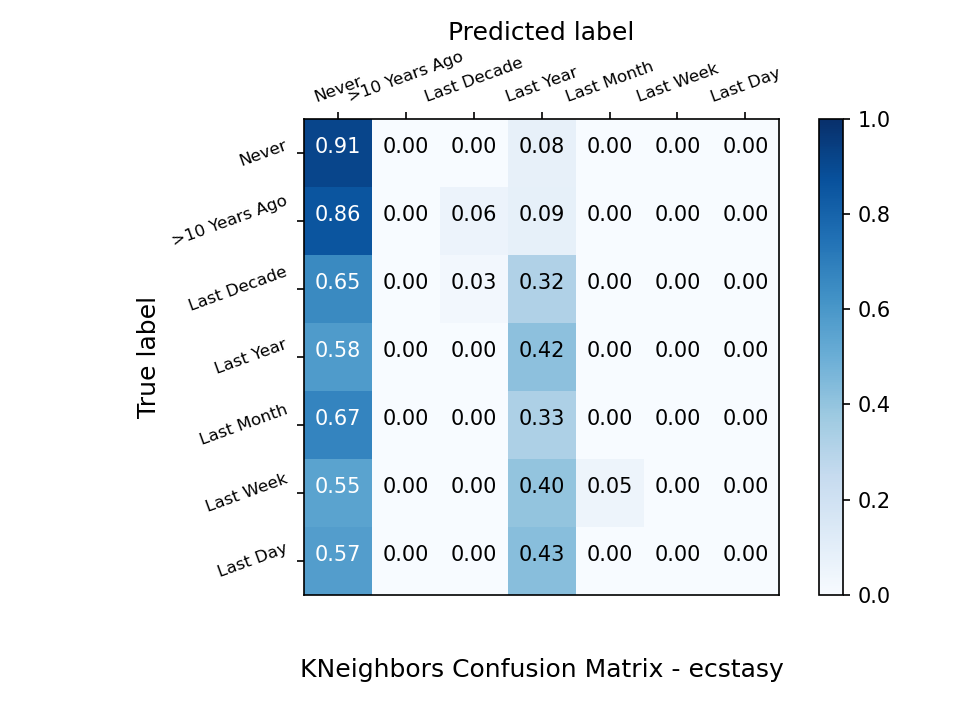 Predicted label
Never >10 Years Ago Last Decade Last Year Last Month Last Week Last Day
Never 0.91 0.00 0.00 0.08 0.00 0.00 0.00
>10 Years Ago 0.86 0.00 0.06 0.09 0.00 0.00 0.00
Last Decade 0.65 0.00 0.03 0.32 0.00 0.00 0.00
Last Year 0.58 0.00 0.00 0.42 0.00 0.00 0.00
Last Month 0.67 0.00 0.00 0.33 0.00 0.00 0.00
Last Week 0.55 0.00 0.00 0.40 0.05 0.00 0.00
Last Day 0.57 0.00 0.00 0.43 0.00 0.00 0.00
True label
1.0
0.8
0.6
0.4
0.2
0.0
KNeighbors Confusion Matrix - ecstasy